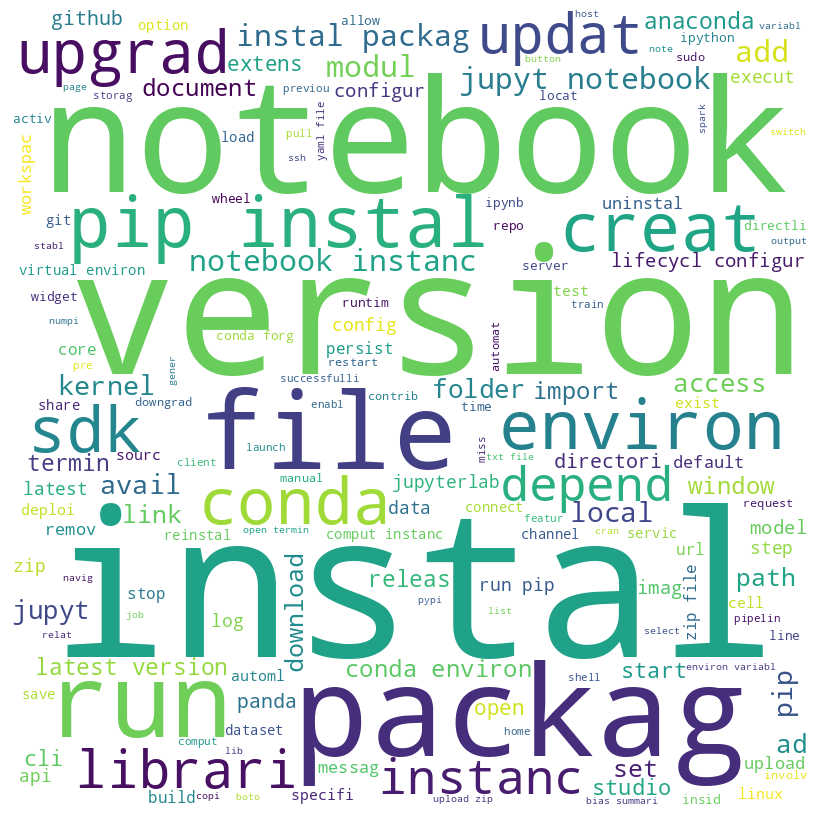 github
option
allow
host
anaconda
variabl
upgrad
instal packag
updat
ipython
note
sudo
add
extens
modul
button
page
storag
document
previou
configur
jupyt notebook
execut
activ
load
pull
yaml file
locat
spark
switch
notebook
ssh
workspac
wheel
ipynb
uninstal
git
pip instal
repo
creat
directli
stabl
output
virtual environ
notebook instanc
server
lifecycl configur
widget
version
runtim
test
train
numpi
conda forg
config
automat
core
persist
restart
pre
gener
kernel
successfulli
folder
import
access
share
downgrad
file
enabl
contrib
time
exist
sdk
sourc
launch
environ
termin
client
miss
txt file
directori
default
latest
avail
manual
jupyterlab
depend
window
conda
data
connect
deploi
link
local
request
remov
reinstal
open termin
comput instanc
featur
channel
cran
servic
url
model
step
zip
navig
instal
download
releas
run pip
imag
zip file
path
stop
jupyt
job
log
pypi
list
select
cell
pipelin
relat
line
latest version
automl
conda environ
shell
start
environ variabl
save
run
panda
packag
open
pip
cli
comput
dataset
home
ad
api
lib
librari
messag
instanc
set
upload
involv
build
copi
boto
specifi
upload zip
studio
bias summari
insid
linux